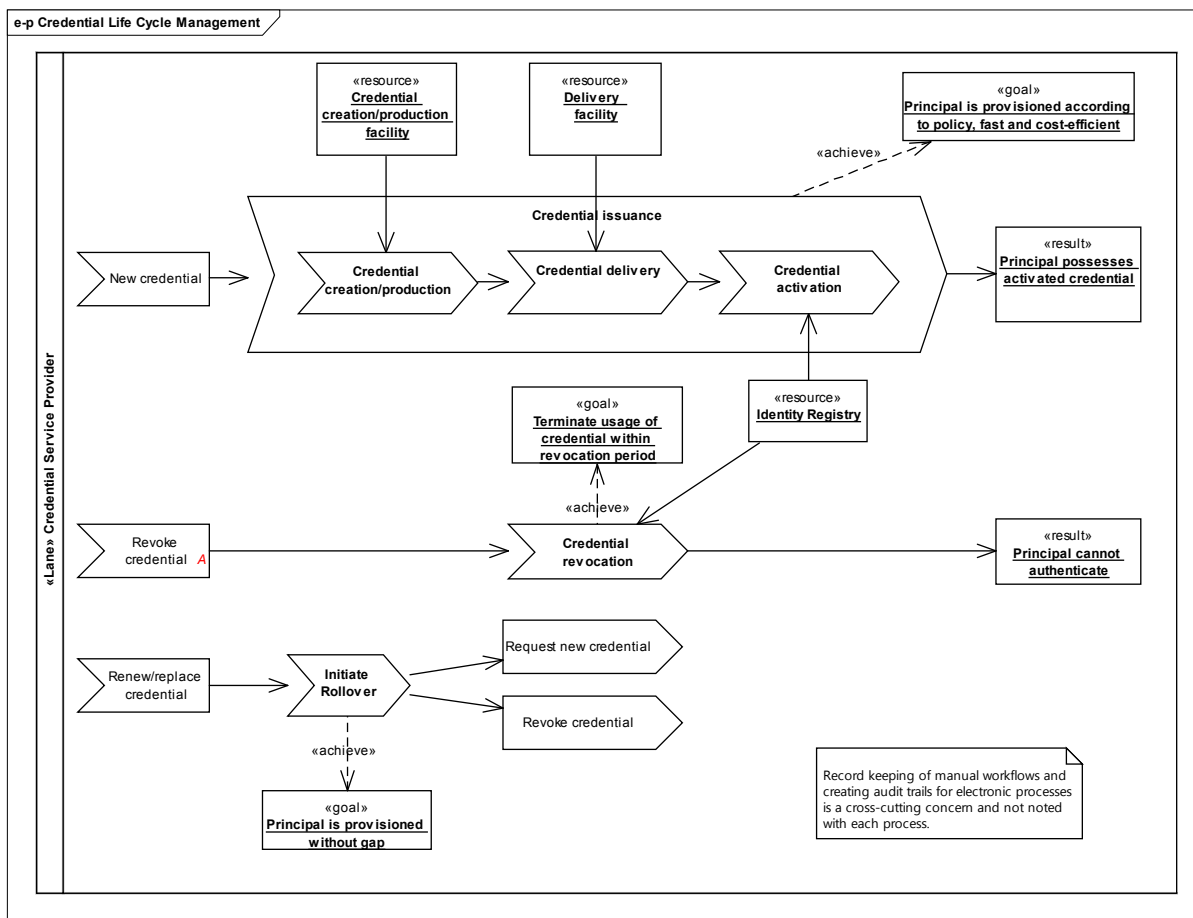 e-p Credential Life Cycle Management
«Lane» Credential Service Provider
«resource»
Credential
creation/production
facility
«resource»
Delivery
facility
«goal»
Principal is provisioned according
to policy, fast and cost-efficient
«achieve»
Credential issuance
New credential
Credential
creation/production
Credential delivery
Credential
activation
«result»
Principal possesses
activated credential
«resource»
Identity Registry
«goal»
Terminate usage of
credential within
revocation period
«achieve»
Revoke
credential
A
Credential
revocation
«result»
Principal cannot
authenticate
Renew/replace
credential
Initiate
Rollover
Request new credential
Revoke credential
«achieve»
«goal»
Principal is provisioned
without gap
Record keeping of manual workflows and
creating audit trails for electronic processes
is a cross-cutting concern and not noted
with each process.